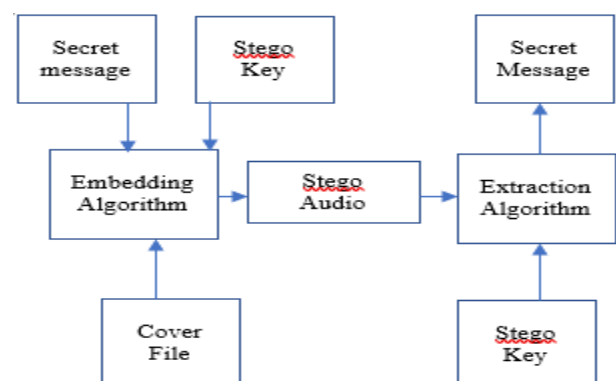 Secret
message
Stego
Key
Secret
Message
Embedding
Algorithm
Stego
Audio
Extraction
Algorithm
Cover
File
Stego
Key